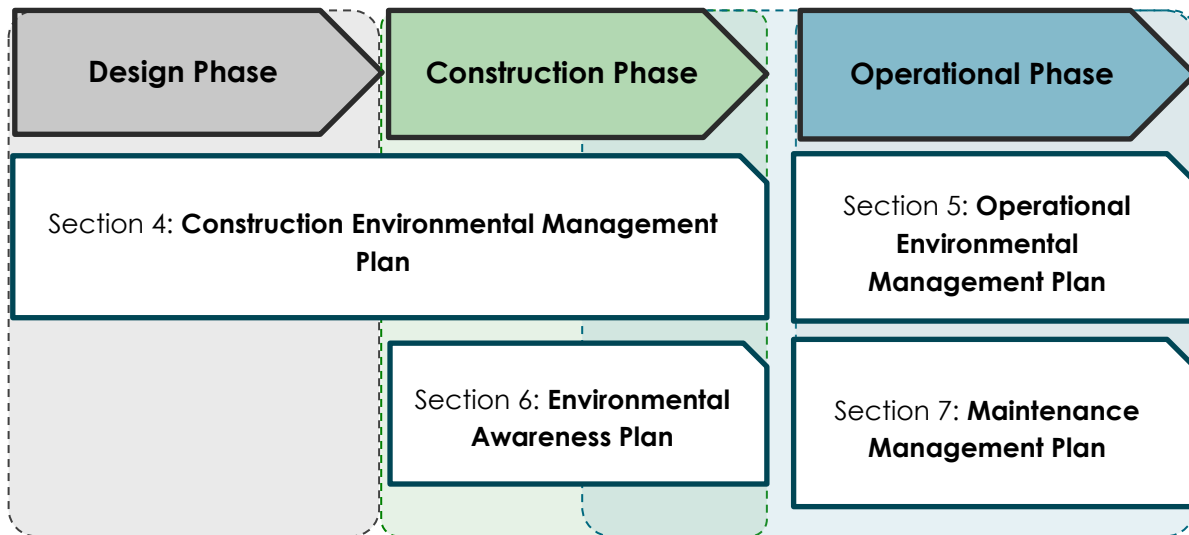 Design Phase
Construction Phase
Operational Phase
Section 4: Construction Environmental Management
Plan
Section 5: Operational
Environmental
Management Plan
Section 6: Environmental
Awareness Plan
Section 7: Maintenance
Management Plan